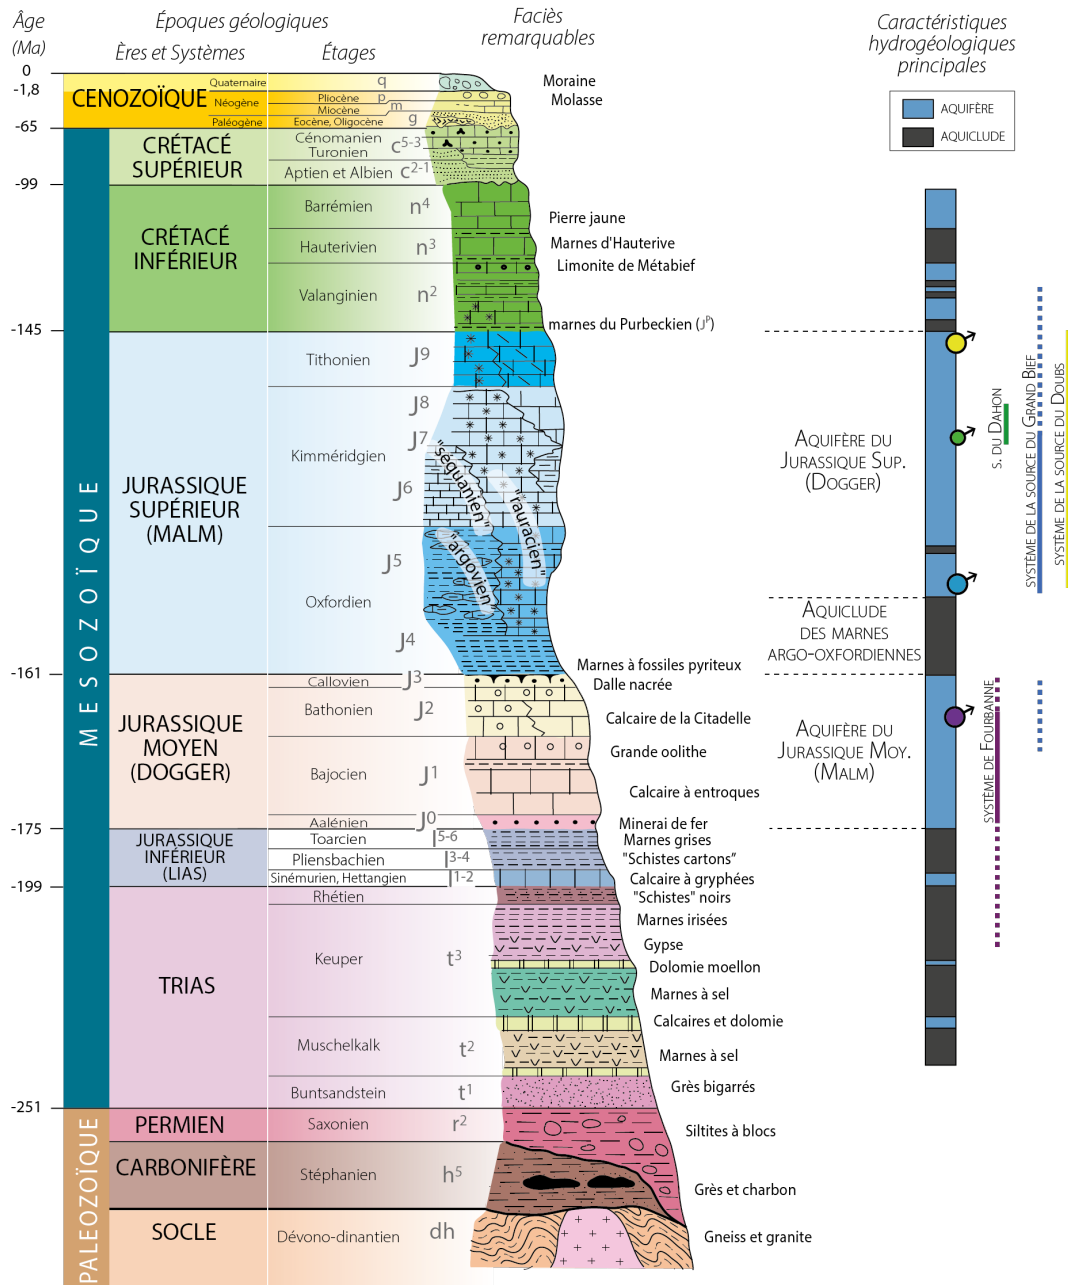 Âge
(Ma)
Époques géologiques
Ères et Systèmes
Étages
Faciès
remarquables
Caractéristiques
hydrogéologiques
principales
AQUIFÈRE
AQUICLUDE
0
-1,8
-65
-99
-145
-161
-175
-199
-251
CENOZOÏQUE
MESOZOÏQUE
PALEOZOÏQUE
Quaternaire
q
Néogène
Pliocène
p
Miocène
m
Paléogène
Eocène, Oligocène
g
CRÉTACÉ
SUPÉRIEUR
Cénomanien
Turonien
c5-3
Aptien et Albien
c2-1
CRÉTACÉ
INFÉRIEUR
Barrémien
n4
Hauterivien
n3
Valanginien
n2
JURASSIQUE
SUPÉRIEUR
(MALM)
Tithonien
J9
Kimméridgien
J8
J7
J6
Oxfordien
J5
J4
"séquanien"
"rauracien"
"argovien"
JURASSIQUE
MOYEN
(DOGGER)
Callovien
J3
Bathonien
J2
Bajocien
J1
Aalénien
J0
JURASSIQUE
INFÉRIEUR
(LIAS)
Toarcien
l5-6
Pliensbachien
l3-4
Sinémurien, Hettangien
l1-2
TRIAS
Rhétien
Keuper
t3
Muschelkalk
t2
Buntsandstein
t1
PERMIEN
Saxonien
r2
CARBONIFÈRE
Stéphanien
h5
SOCLE
Dévono-dinantien
dh
Moraine
Molasse
Pierre jaune
Marnes d'Hauterive
Limonite de Métabief
marnes du Purbeckien (JP)
Marnes à fossiles pyriteux
Dalle nacrée
Calcaire de la Citadelle
Grande oolithe
Calcaire à entroques
Minerai de fer
Marnes grises
"Schistes cartons"
Calcaire à gryphées
"Schistes" noirs
Marnes irisées
Gypse
Dolomie moellon
Marnes à sel
Calcaires et dolomie
Marnes à sel
Grès bigarrés
Siltites à blocs
Grès et charbon
Gneiss et granite
AQUIFÈRE DU
JURASSIQUE SUP.
(DOGGER)
AQUICLUDE
DES MARNES
ARGO-OXFORDIENNES
AQUIFÈRE DU
JURASSIQUE MOY.
(MALM)
S. DU DAHON
SYSTÈME DE LA SOURCE DU GRAND BIEF
SYSTÈME DE LA SOURCE DU DOUBS
SYSTÈME DE FOURBANNE